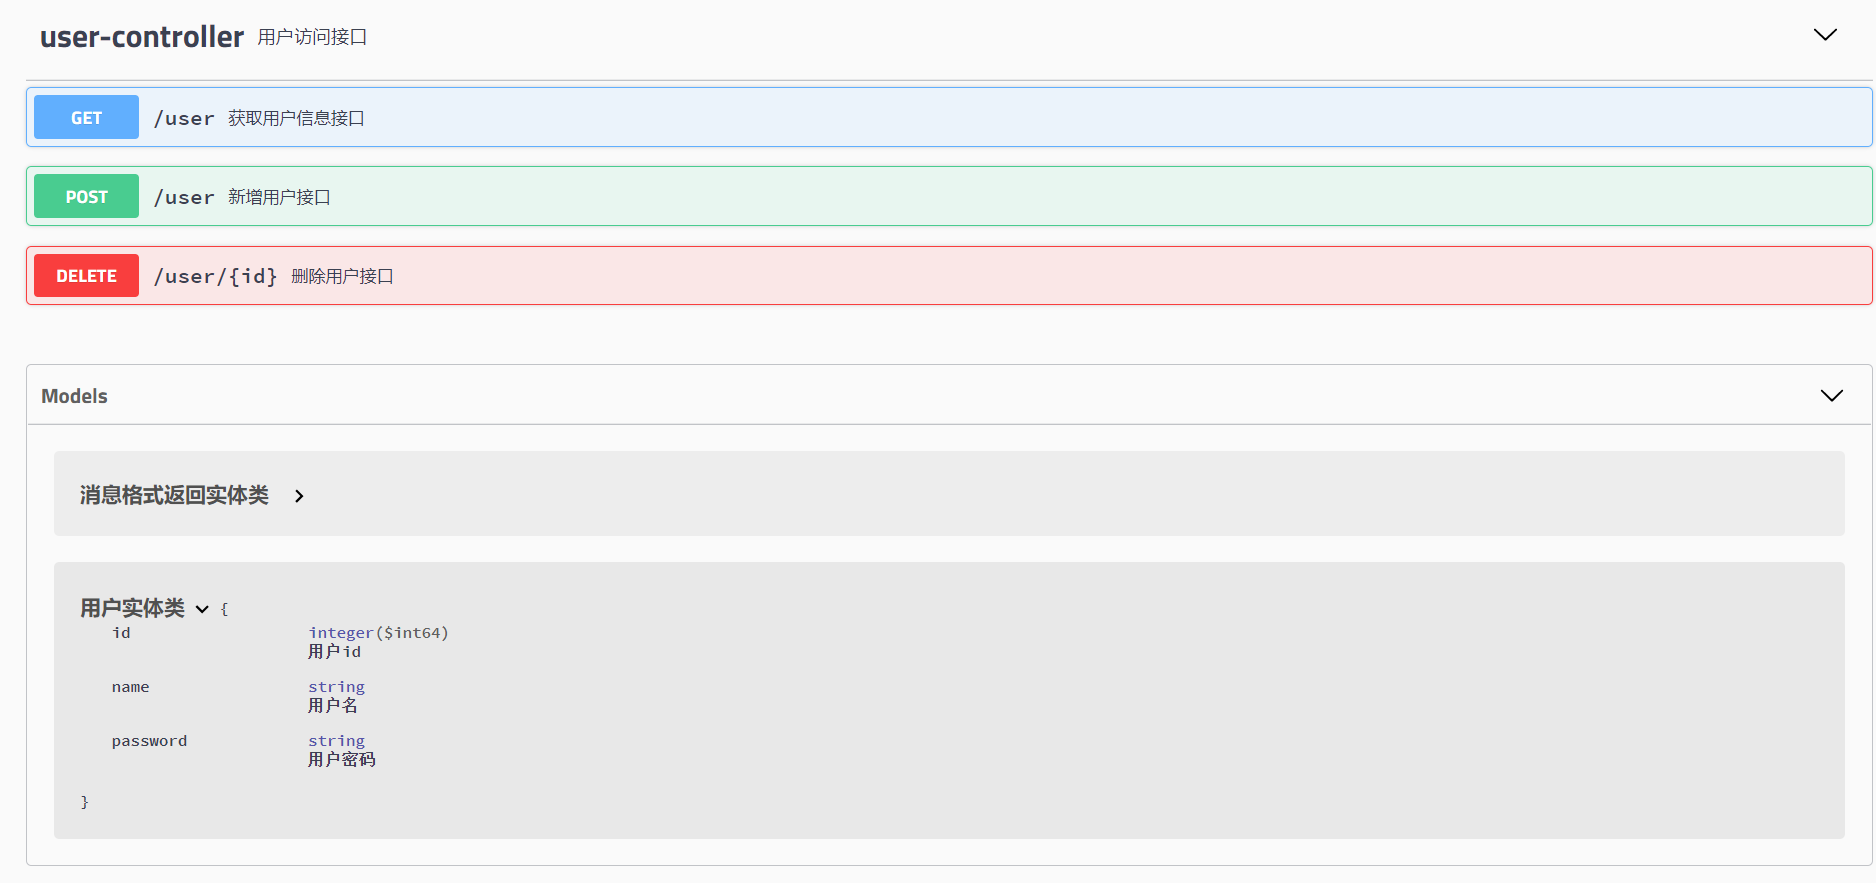 user-controller 用户访问接口
GET /user 获取用户信息接口
POST /user 新增用户接口
DELETE /user/{id} 删除用户接口
Models
消息格式返回实体类
用户实体类 {
id integer($int64)
用户id
name string
用户名
password string
用户密码
}